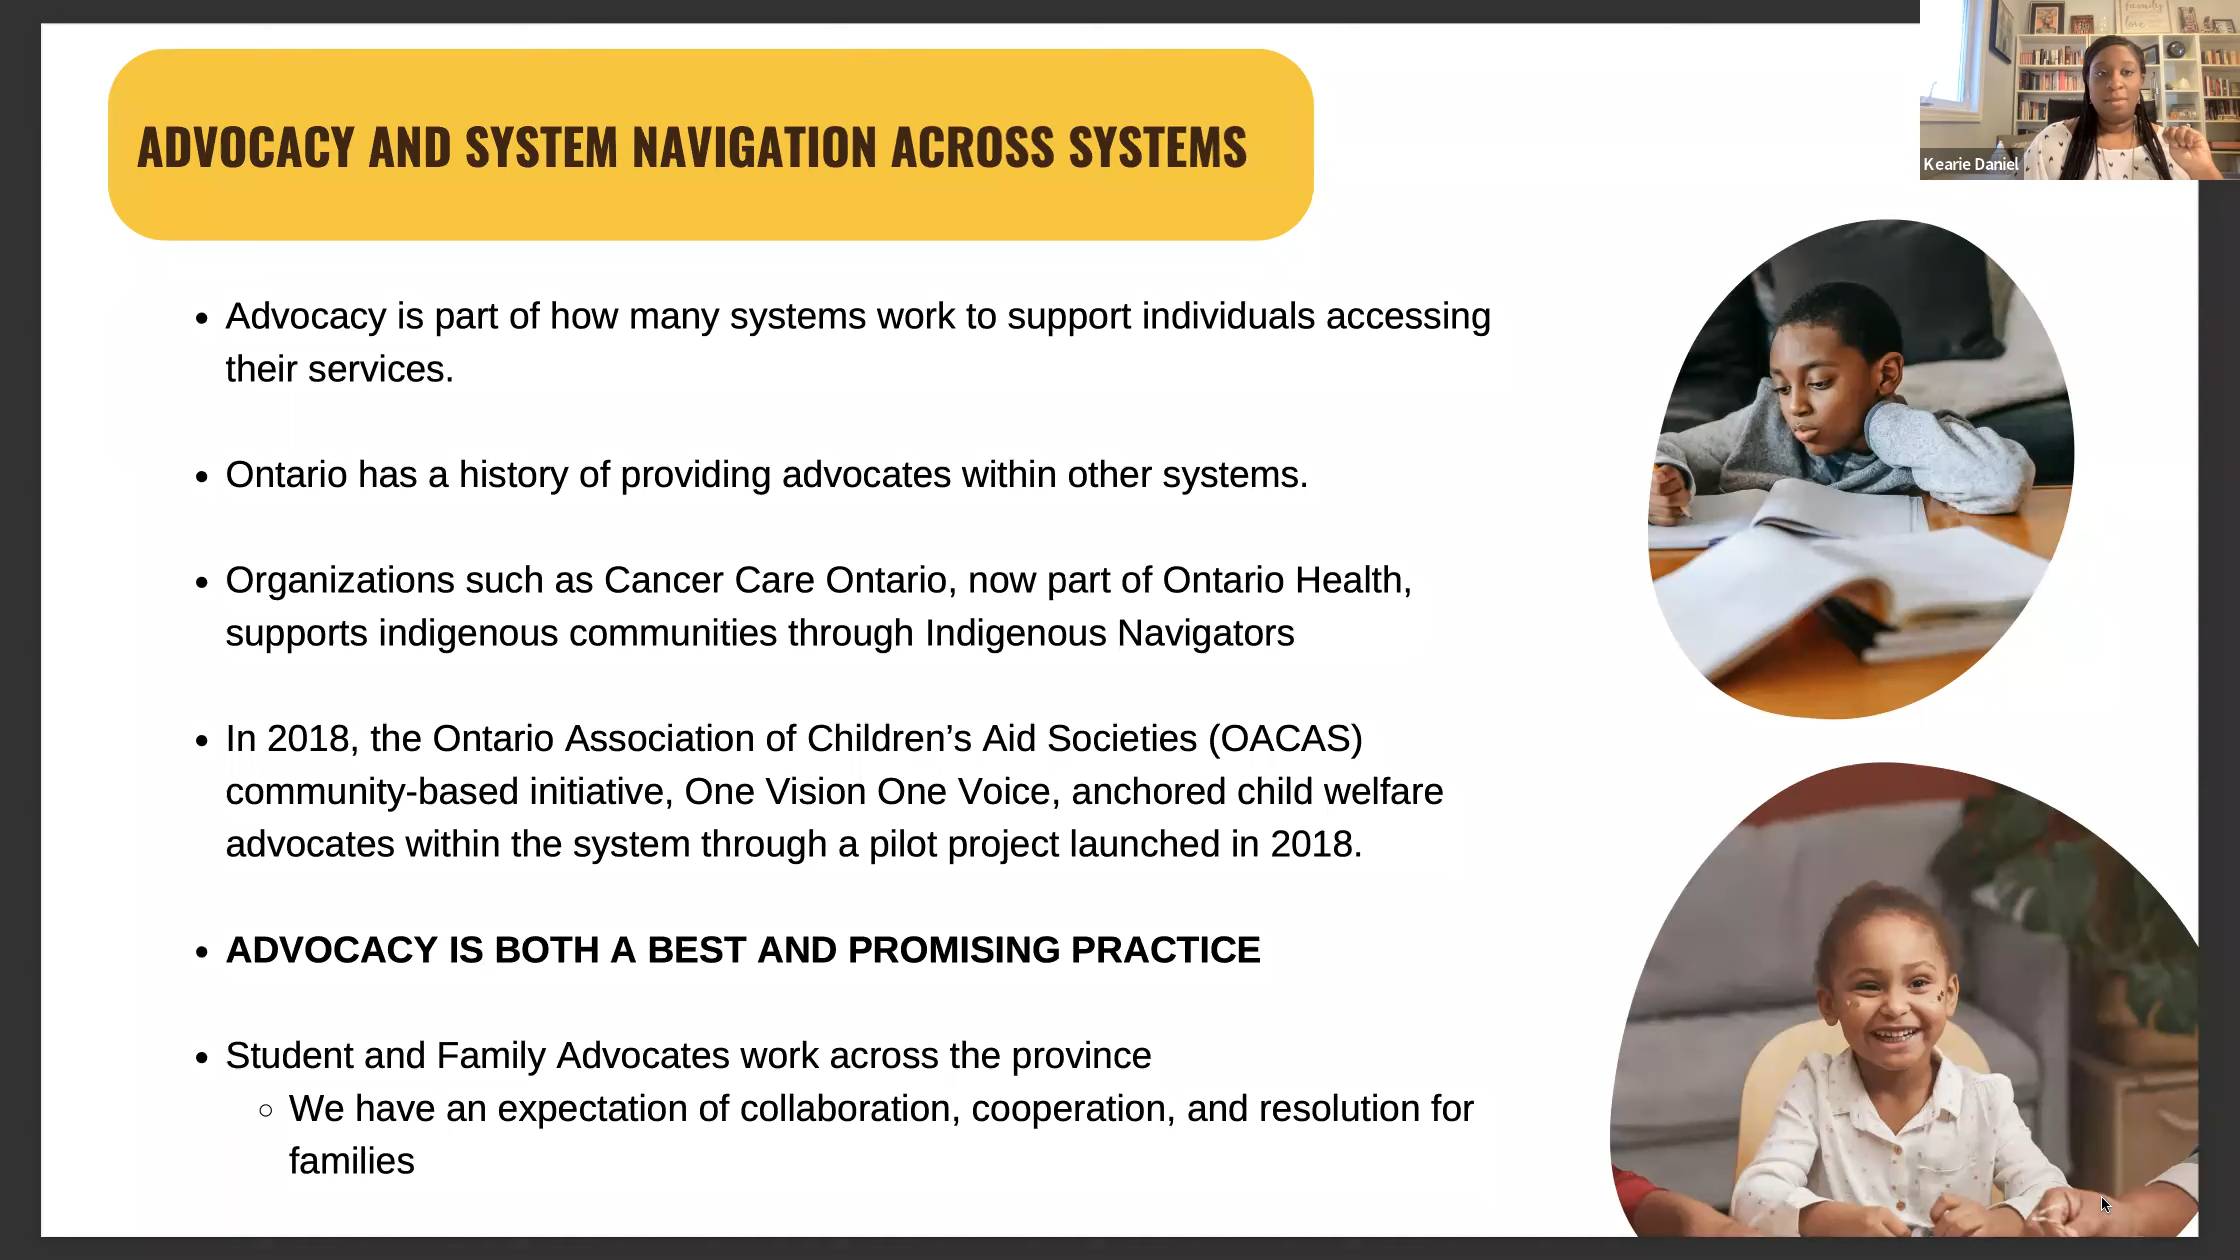 ADVOCACY AND SYSTEM NAVIGATION ACROSS SYSTEMS
Kearie Daniel
• Advocacy is part of how many systems work to support individuals accessing
their services.
• Ontario has a history of providing advocates within other systems.
• Organizations such as Cancer Care Ontario, now part of Ontario Health,
supports indigenous communities through Indigenous Navigators
• In 2018, the Ontario Association of Children’s Aid Societies (OACAS)
community-based initiative, One Vision One Voice, anchored child welfare
advocates within the system through a pilot project launched in 2018.
• ADVOCACY IS BOTH A BEST AND PROMISING PRACTICE
• Student and Family Advocates work across the province
○ We have an expectation of collaboration, cooperation, and resolution for
families
family
love